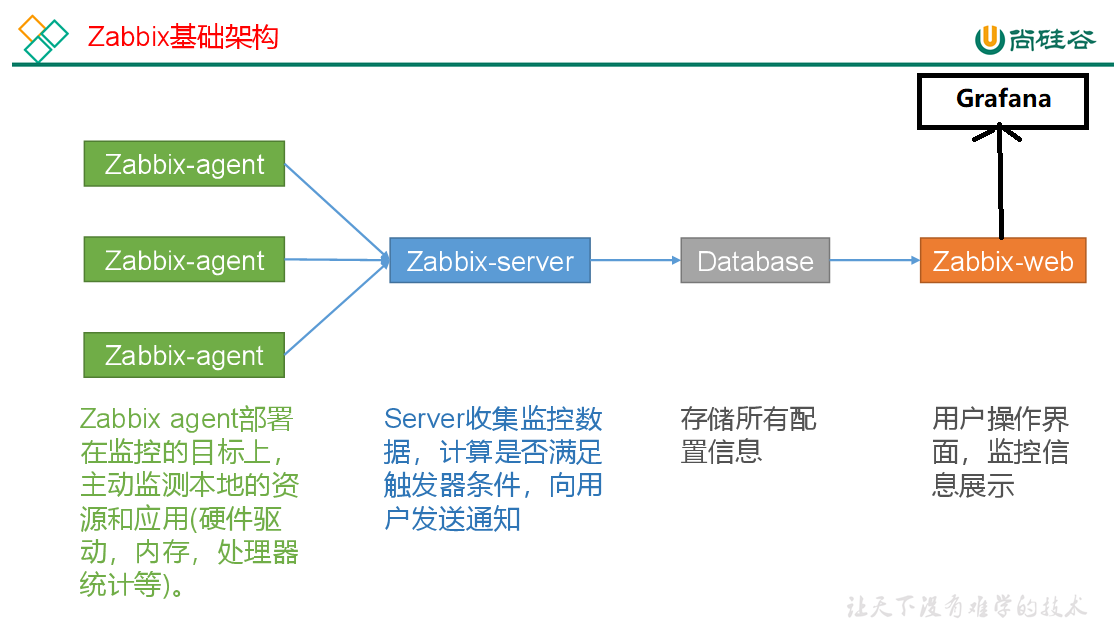 Zabbix基础架构
尚硅谷
Grafana
Zabbix-agent
Zabbix-agent
Zabbix-server
Database
Zabbix-web
Zabbix-agent
Zabbix agent部署
在监控的目标上，
主动监测本地的资
源和应用(硬件驱
动，内存，处理器
统计等)。
Server收集监控数
据，计算是否满足
触发器条件，向用
户发送通知
存储所有配
置信息
用户操作界
面，监控信
息展示
让天下没有难学的技术